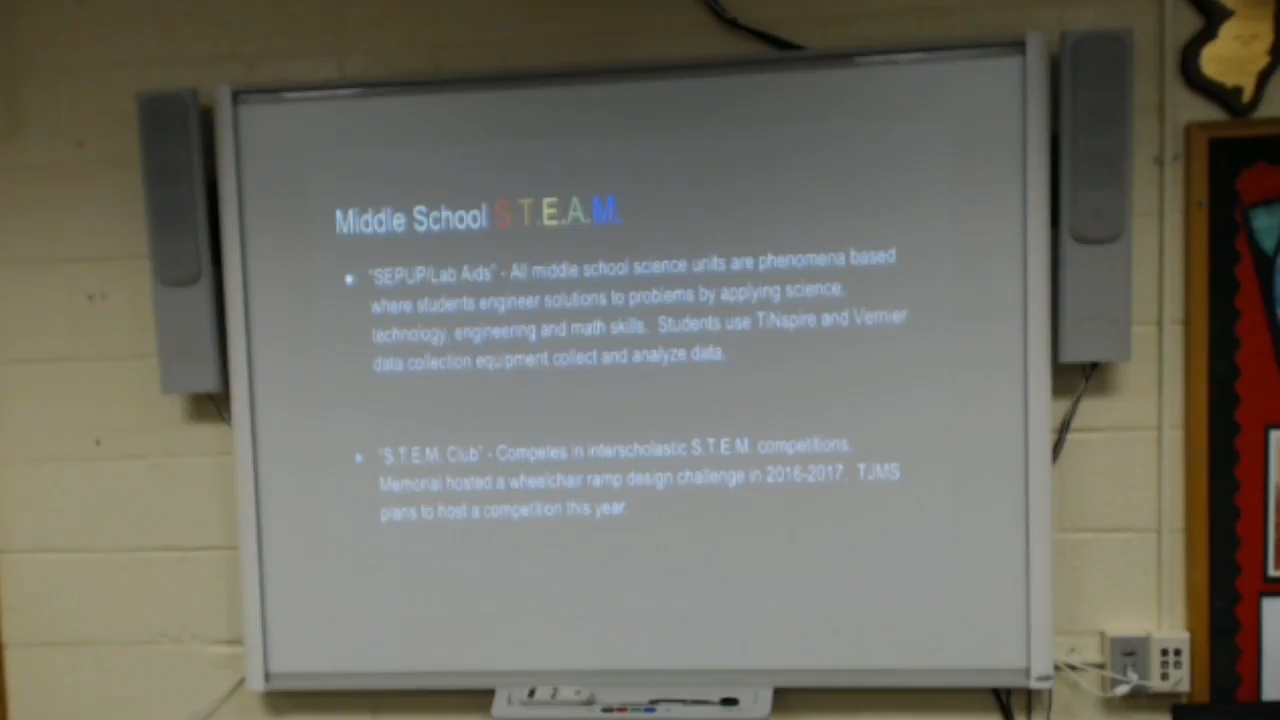 Middle School S.T.E.A.M.
• "SEPUP/Lab Aids" - All middle school science units are phenomena based
where students engineer solutions to problems by applying science,
technology, engineering and math skills. Students use TiNspire and Vernier
data collection equipment collect and analyze data.
• "S.T.E.M. Club" - Competes in interscholastic S.T.E.M. competitions.
Memorial hosted a wheelchair ramp design challenge in 2016-2017. TJMS
plans to host a competition this year.